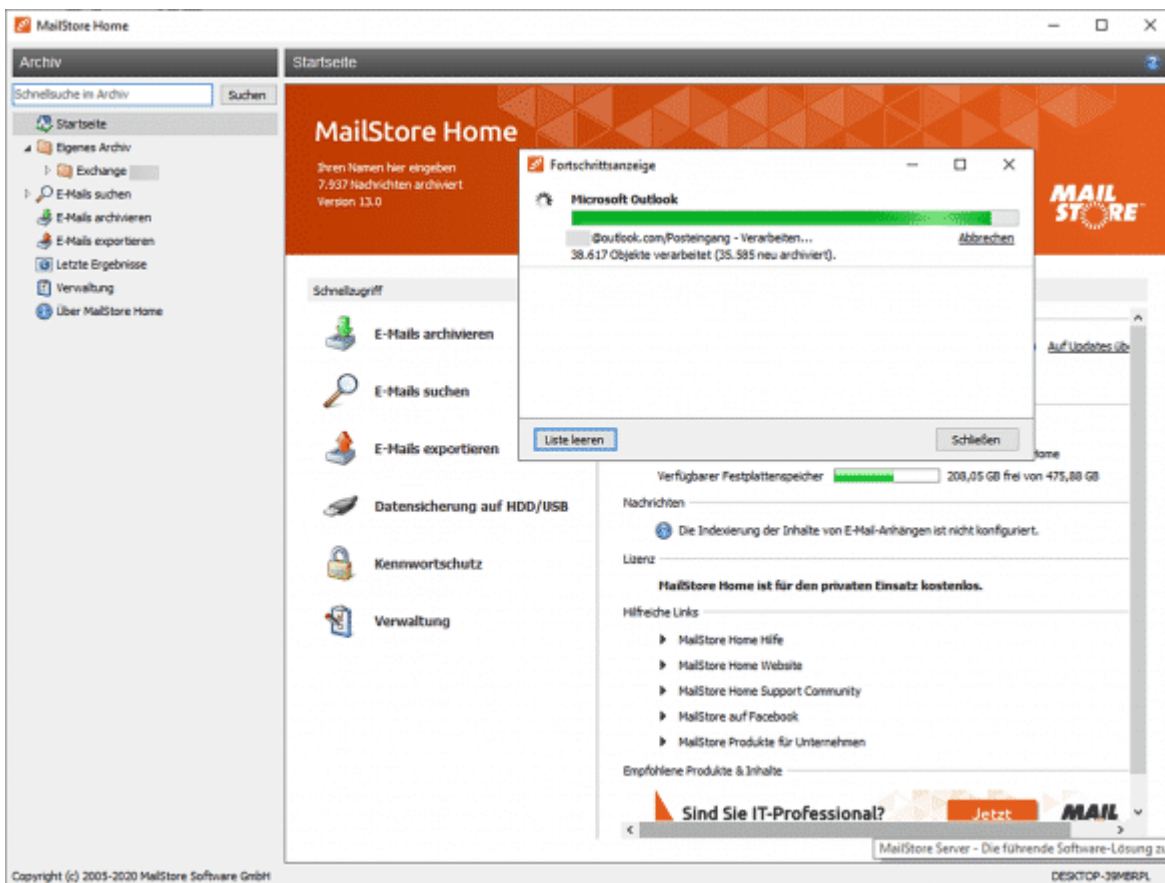 MailStore Home
Archiv
Startseite
Schnellsuche im Archiv
Suchen
Startseite
Eigenes Archiv
Exchange
E-Mails suchen
E-Mails archivieren
E-Mails exportieren
Letzte Ergebnisse
Verwaltung
Über MailStore Home
MailStore Home
Ihren Namen hier eingeben
7.937 Nachrichten archiviert
Version 13.0
MAIL
STORE
Fortschrittsanzeige
Microsoft Outlook
@outlook.com/Posteingang - Verarbeiten...
Abbrechen
38.617 Objekte verarbeitet (35.585 neu archiviert).
Liste leeren
Schließen
Schnellzugriff
E-Mails archivieren
E-Mails suchen
E-Mails exportieren
Datensicherung auf HDD/USB
Kennwortschutz
Verwaltung
Auf Updates üb
Home
Verfügbarer Festplattenspeicher
208,05 GB frei von 475,88 GB
Nachrichten
Die Indexierung der Inhalte von E-Mail-Anhängen ist nicht konfiguriert.
Lizenz
MailStore Home ist für den privaten Einsatz kostenlos.
Hilfreiche Links
MailStore Home Hilfe
MailStore Home Website
MailStore Home Support Community
MailStore auf Facebook
MailStore Produkte für Unternehmen
Empfohlene Produkte & Inhalte
Sind Sie IT-Professional?
Jetzt
MAIL
MailStore Server - Die führende Software-Lösung zu
Copyright (c) 2005-2020 MailStore Software GmbH
DESKTOP-39MBRPL